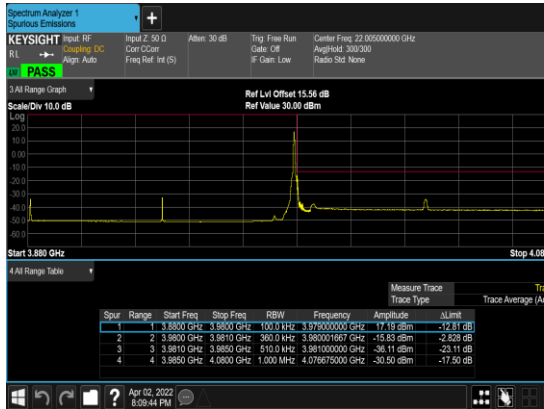 Spectrum Analyzer 1
Spurious Emissions
+
KEYSIGHT Input: RF Input Z: 50 Ω Atten: 30 dB Trig: Free Run Center Freq: 22.005000000 GHz
R L Coupling: DC Corr CCorr Gate: Off Avg|Hold: 300/300
Align: Auto Freq Ref: Int (S) IF Gain: Low Radio Std: None
LV PASS
3 All Range Graph
Ref Lvl Offset 15.56 dB
Scale/Div 10.0 dB Ref Value 30.00 dBm
Log
20.0
10.0
0.00
-10.0
-20.0
-30.0
-40.0
-50.0
-60.0
Start 3.880 GHz Stop 4.08
4 All Range Table
Measure Trace Tra
Trace Type Trace Average (Au
Spur Range Start Freq Stop Freq RBW Frequency Amplitude ΔLimit
1 1 3.8800 GHz 3.9800 GHz 100.0 kHz 3.979000000 GHz 17.19 dBm -12.81 dB
2 2 3.9800 GHz 3.9810 GHz 360.0 kHz 3.980001667 GHz -15.83 dBm -2.828 dB
3 3 3.9810 GHz 3.9850 GHz 510.0 kHz 3.981000000 GHz -36.11 dBm -23.11 dB
4 4 3.9850 GHz 4.0800 GHz 1.000 MHz 4.076675000 GHz -30.50 dBm -17.50 dB
? Apr 02, 2022
8:09:44 PM